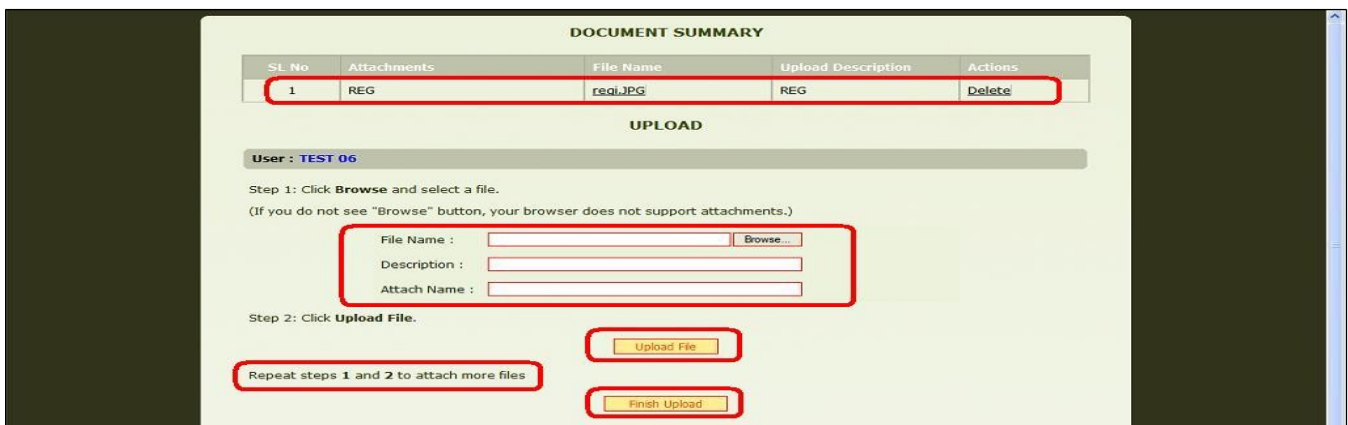 DOCUMENT SUMMARY
SL No Attachments File Name Upload Description Actions
1 REG regi.JPG REG Delete
UPLOAD
User : TEST 06
Step 1: Click Browse and select a file.
(If you do not see "Browse" button, your browser does not support attachments.)
File Name : Browse...
Description :
Attach Name :
Step 2: Click Upload File.
Upload File
Repeat steps 1 and 2 to attach more files
Finish Upload